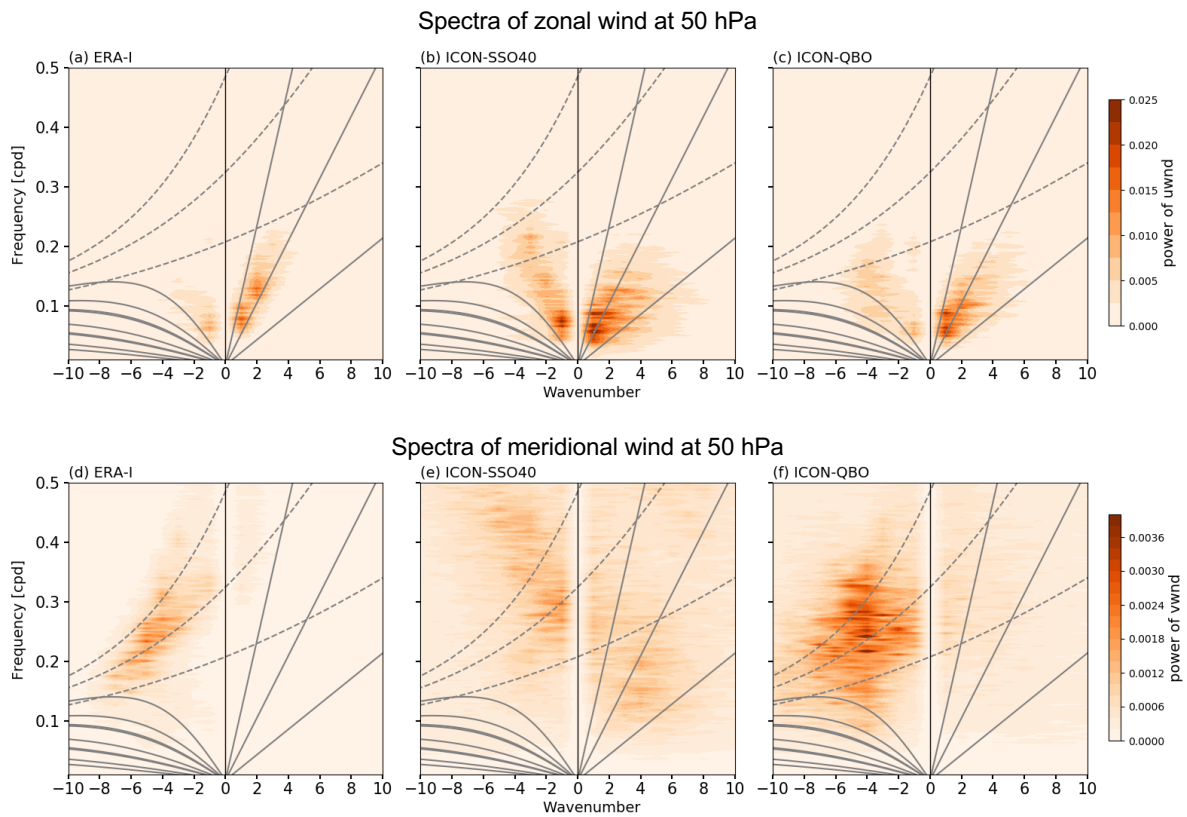 Spectra of zonal wind at 50 hPa
(a) ERA-I
(b) ICON-SSO40
(c) ICON-QBO
0.5
0.4
0.3
0.2
0.1
Frequency [cpd]
−10 −8 −6 −4 −2 0 2 4 6 8 10
−10 −8 −6 −4 −2 0 2 4 6 8 10
−10 −8 −6 −4 −2 0 2 4 6 8 10
Wavenumber
0.025
0.020
0.015
0.010
0.005
0.000
power of uwnd
Spectra of meridional wind at 50 hPa
(d) ERA-I
(e) ICON-SSO40
(f) ICON-QBO
0.5
0.4
0.3
0.2
0.1
Frequency [cpd]
−10 −8 −6 −4 −2 0 2 4 6 8 10
−10 −8 −6 −4 −2 0 2 4 6 8 10
−10 −8 −6 −4 −2 0 2 4 6 8 10
Wavenumber
0.0036
0.0030
0.0024
0.0018
0.0012
0.0006
0.0000
power of vwnd